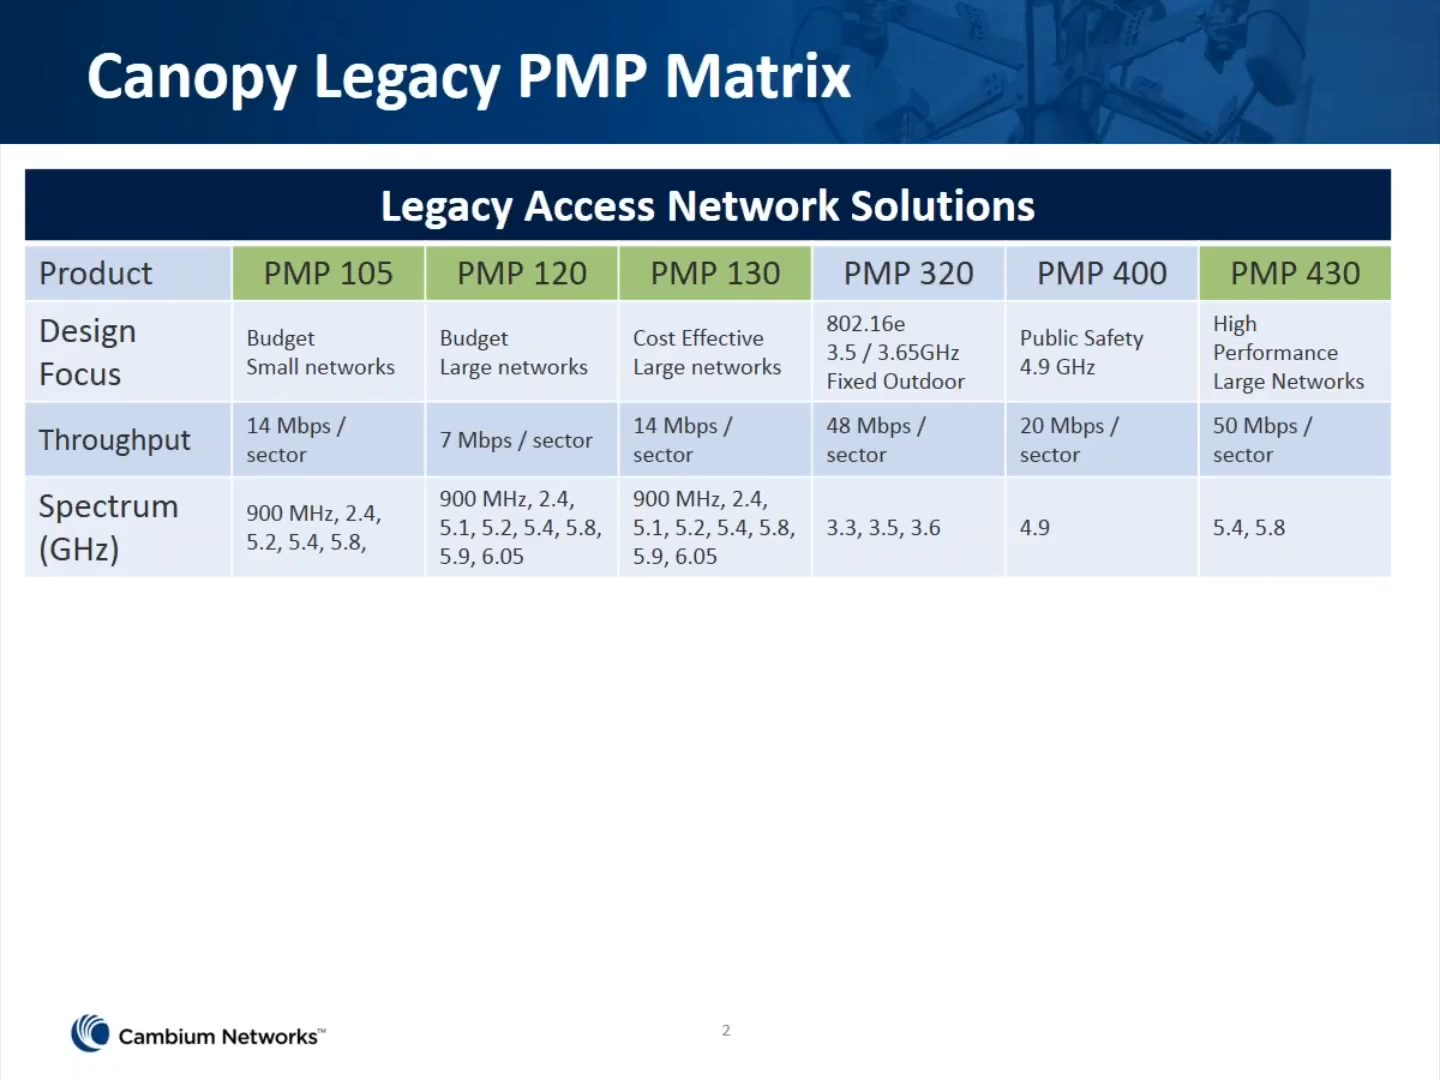 Canopy Legacy PMP Matrix
Legacy Access Network Solutions
Product PMP 105 PMP 120 PMP 130 PMP 320 PMP 400 PMP 430
Design
Focus
Budget
Small networks
Budget
Large networks
Cost Effective
Large networks
802.16e
3.5 / 3.65GHz
Fixed Outdoor
Public Safety
4.9 GHz
High
Performance
Large Networks
Throughput
14 Mbps /
sector
7 Mbps / sector
14 Mbps /
sector
48 Mbps /
sector
20 Mbps /
sector
50 Mbps /
sector
Spectrum
(GHz)
900 MHz, 2.4,
5.2, 5.4, 5.8,
900 MHz, 2.4,
5.1, 5.2, 5.4, 5.8,
5.9, 6.05
900 MHz, 2.4,
5.1, 5.2, 5.4, 5.8,
5.9, 6.05
3.3, 3.5, 3.6
4.9
5.4, 5.8
Cambium Networks™
2